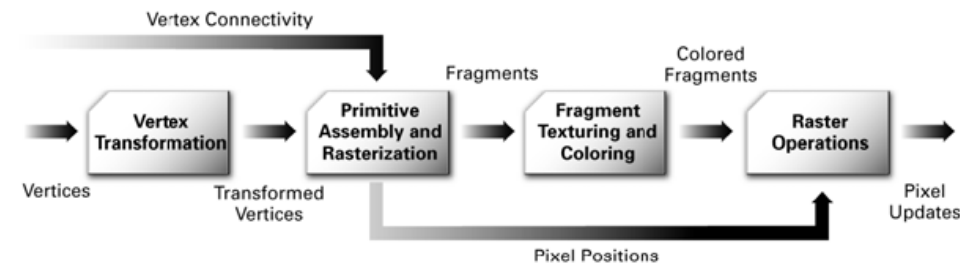 Vertex Connectivity
Fragments
Colored
Fragments
Vertex
Transformation
Primitive
Assembly and
Rasterization
Fragment
Texturing and
Coloring
Raster
Operations
Vertices
Transformed
Vertices
Pixel
Updates
Pixel Positions